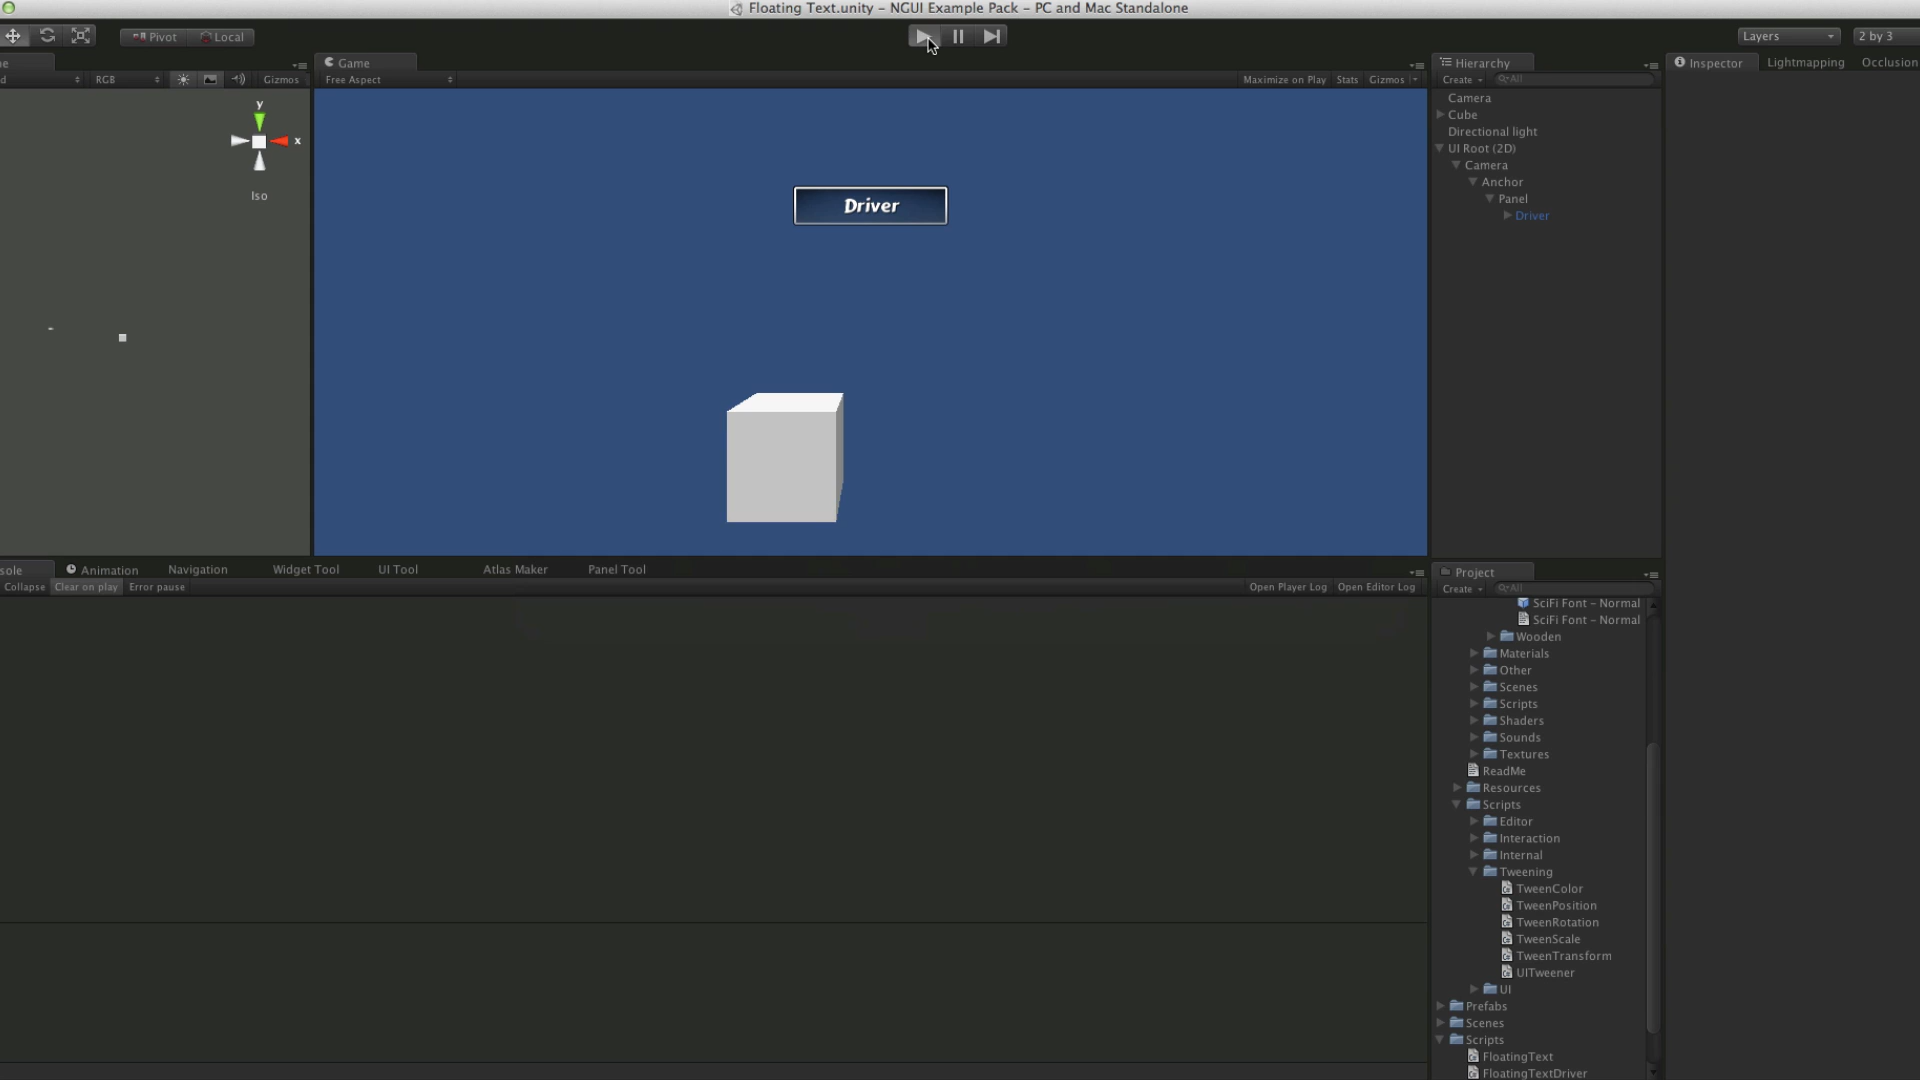 Floating Text.unity – NGUI Example Pack – PC and Mac Standalone
Pivot Local
Layers 2 by 3
Game
RGB Gizmos
Free Aspect Maximize on Play Stats Gizmos
y
x
Iso
Driver
Hierarchy
Create All
Camera
Cube
Directional light
UI Root (2D)
Camera
Anchor
Panel
Driver
Inspector Lightmapping Occlusion
sole Animation Navigation Widget Tool UI Tool Atlas Maker Panel Tool
Collapse Clear on play Error pause Open Player Log Open Editor Log
Project
Create All
SciFi Font – Normal
SciFi Font – Normal
Wooden
Materials
Other
Scenes
Scripts
Shaders
Sounds
Textures
ReadMe
Resources
Scripts
Editor
Interaction
Internal
Tweening
TweenColor
TweenPosition
TweenRotation
TweenScale
TweenTransform
UITweener
UI
Prefabs
Scenes
Scripts
FloatingText
FloatingTextDriver